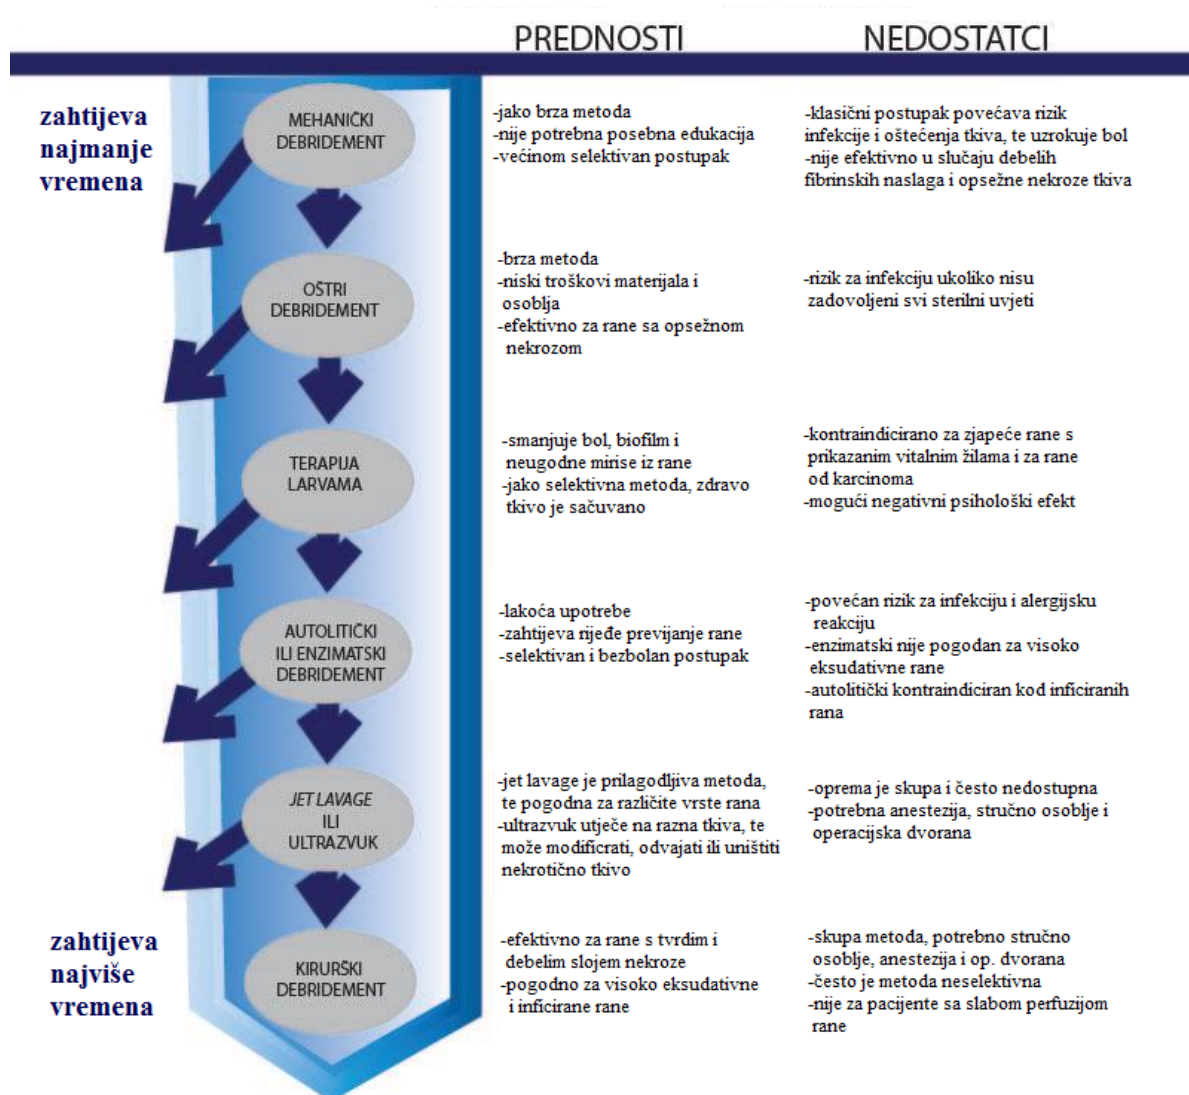 PREDNOSTI
NEDOSTATCI
zahtijeva
najmanje
vremena
MEHANIČKI
DEBRIDEMENT
-jako brza metoda
-nije potrebna posebna edukacija
-većinom selektivan postupak
-klasični postupak povećava rizik
infekcije i oštećenja tkiva, te uzrokuje bol
-nije efektivno u slučaju debelih
fibrinskih naslaga i opsežne nekroze tkiva
OŠTRI
DEBRIDEMENT
-brza metoda
-niski troškovi materijala i
osoblja
-efektivno za rane sa opsežnom
nekrozom
-rizik za infekciju ukoliko nisu
zadovoljeni svi sterilni uvjeti
TERAPIJA
LARVAMA
-smanjuje bol, biofilm i
neugodne mirise iz rane
-jako selektivna metoda, zdravo
tkivo je sačuvano
-kontraindicirano za zjapeće rane s
prikazanim vitalnim žilama i za rane
od karcinoma
-mogući negativni psihološki efekt
AUTOLITIČKI
ILI ENZIMATSKI
DEBRIDEMENT
-lakoća upotrebe
-zahtijeva rijeđe previjanje rane
-selektivan i bezbolan postupak
-povećan rizik za infekciju i alergijsku
reakciju
-enzimatski nije pogodan za visoko
eksudativne rane
-autolitički kontraindiciran kod inficiranih
rana
JET LAVAGE
ILI
ULTRAZVUK
-jet lavage je prilagodljiva metoda,
te pogodna za različite vrste rana
-ultrazvuk utječe na razna tkiva, te
može modificrati, odvajati ili uništiti
nekrotično tkivo
-oprema je skupa i često nedostupna
-potrebna anestezija, stručno osoblje i
operacijska dvorana
zahtijeva
najviše
vremena
KIRURŠKI
DEBRIDEMENT
-efektivno za rane s tvrdim i
debelim slojem nekroze
-pogodno za visoko eksudativne
i inficirane rane
-skupa metoda, potrebno stručno
osoblje, anestezija i op. dvorana
-često je metoda neselektivna
-nije za pacijente sa slabom perfuzijom
rane